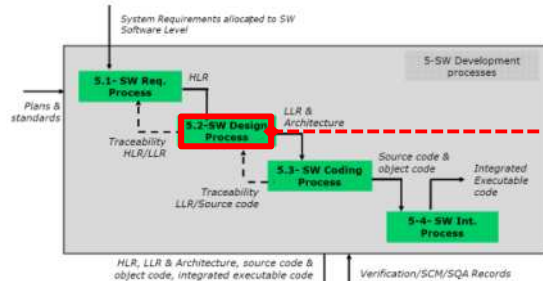 System Requirements allocated to SW
Software Level
5-SW Development
processes
5.1- SW Req.
Process
HLR
Plans &
standards
5.2-SW Design
Process
LLR &
Architecture
Traceability
HLR/LLR
5.3- SW Coding
Process
Source code &
object code
Integrated
Executable
code
Traceability
LLR/Source code
5-4- SW Int.
Process
HLR, LLR & Architecture, source code &
object code, integrated executable code
Verification/SCM/SQA Records